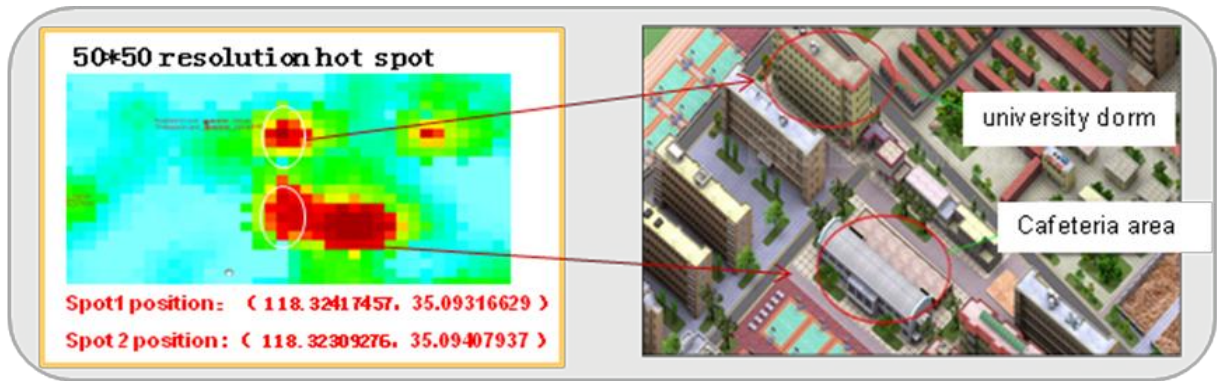 50*50 resolution hot spot
university dorm
Cafeteria area
Spot1 position: ( 118.32417457, 35.09316629 )
Spot 2 position: ( 118.32309276, 35.09407937 )